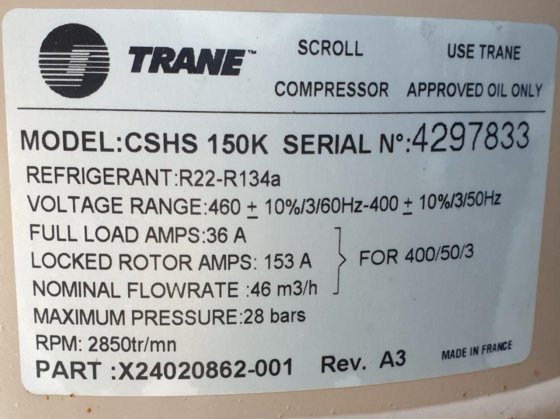 TRANE™ SCROLL USE TRANE
COMPRESSOR APPROVED OIL ONLY
MODEL:CSHS 150K SERIAL N°:4297833
REFRIGERANT:R22-R134a
VOLTAGE RANGE:460 ± 10%/3/60Hz-400 ± 10%/3/50Hz
FULL LOAD AMPS:36 A
LOCKED ROTOR AMPS: 153 A FOR 400/50/3
NOMINAL FLOWRATE :46 m3/h
MAXIMUM PRESSURE:28 bars
RPM: 2850tr/mn
PART :X24020862-001 Rev. A3 MADE IN FRANCE